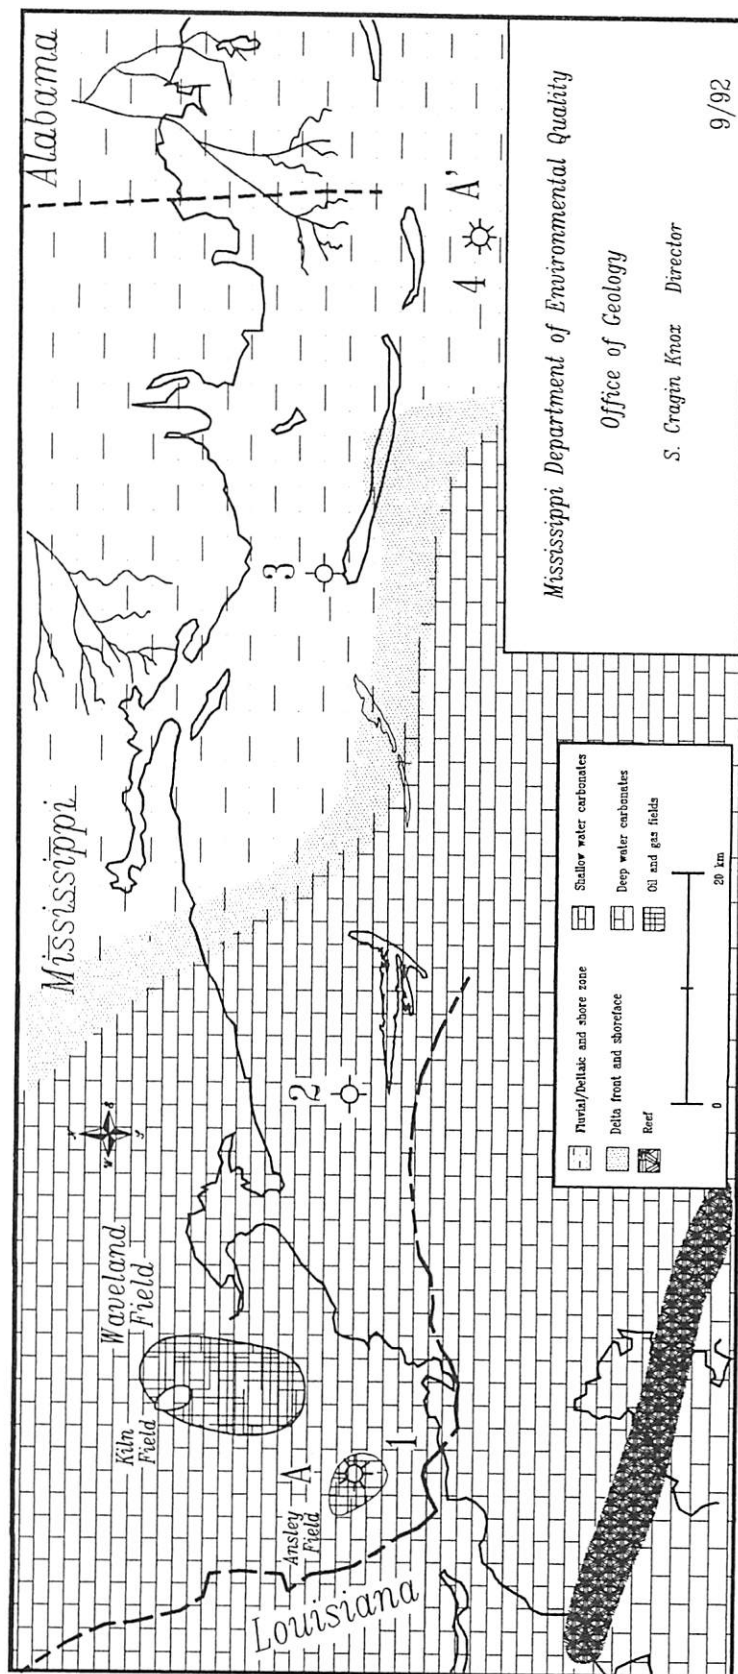 Mississippi
Alabama
Waveland
Field
Kiln
Field
Ansley
Field
Louisiana
A
1
2
3
4
A'
Fluvial/Deltaic and shore zone
Delta front and shoreface
Reef
Shallow water carbonates
Deep water carbonates
Oil and gas fields
0
20 km
Mississippi Department of Environmental Quality
Office of Geology
S. Cragin Knox Director
9/92